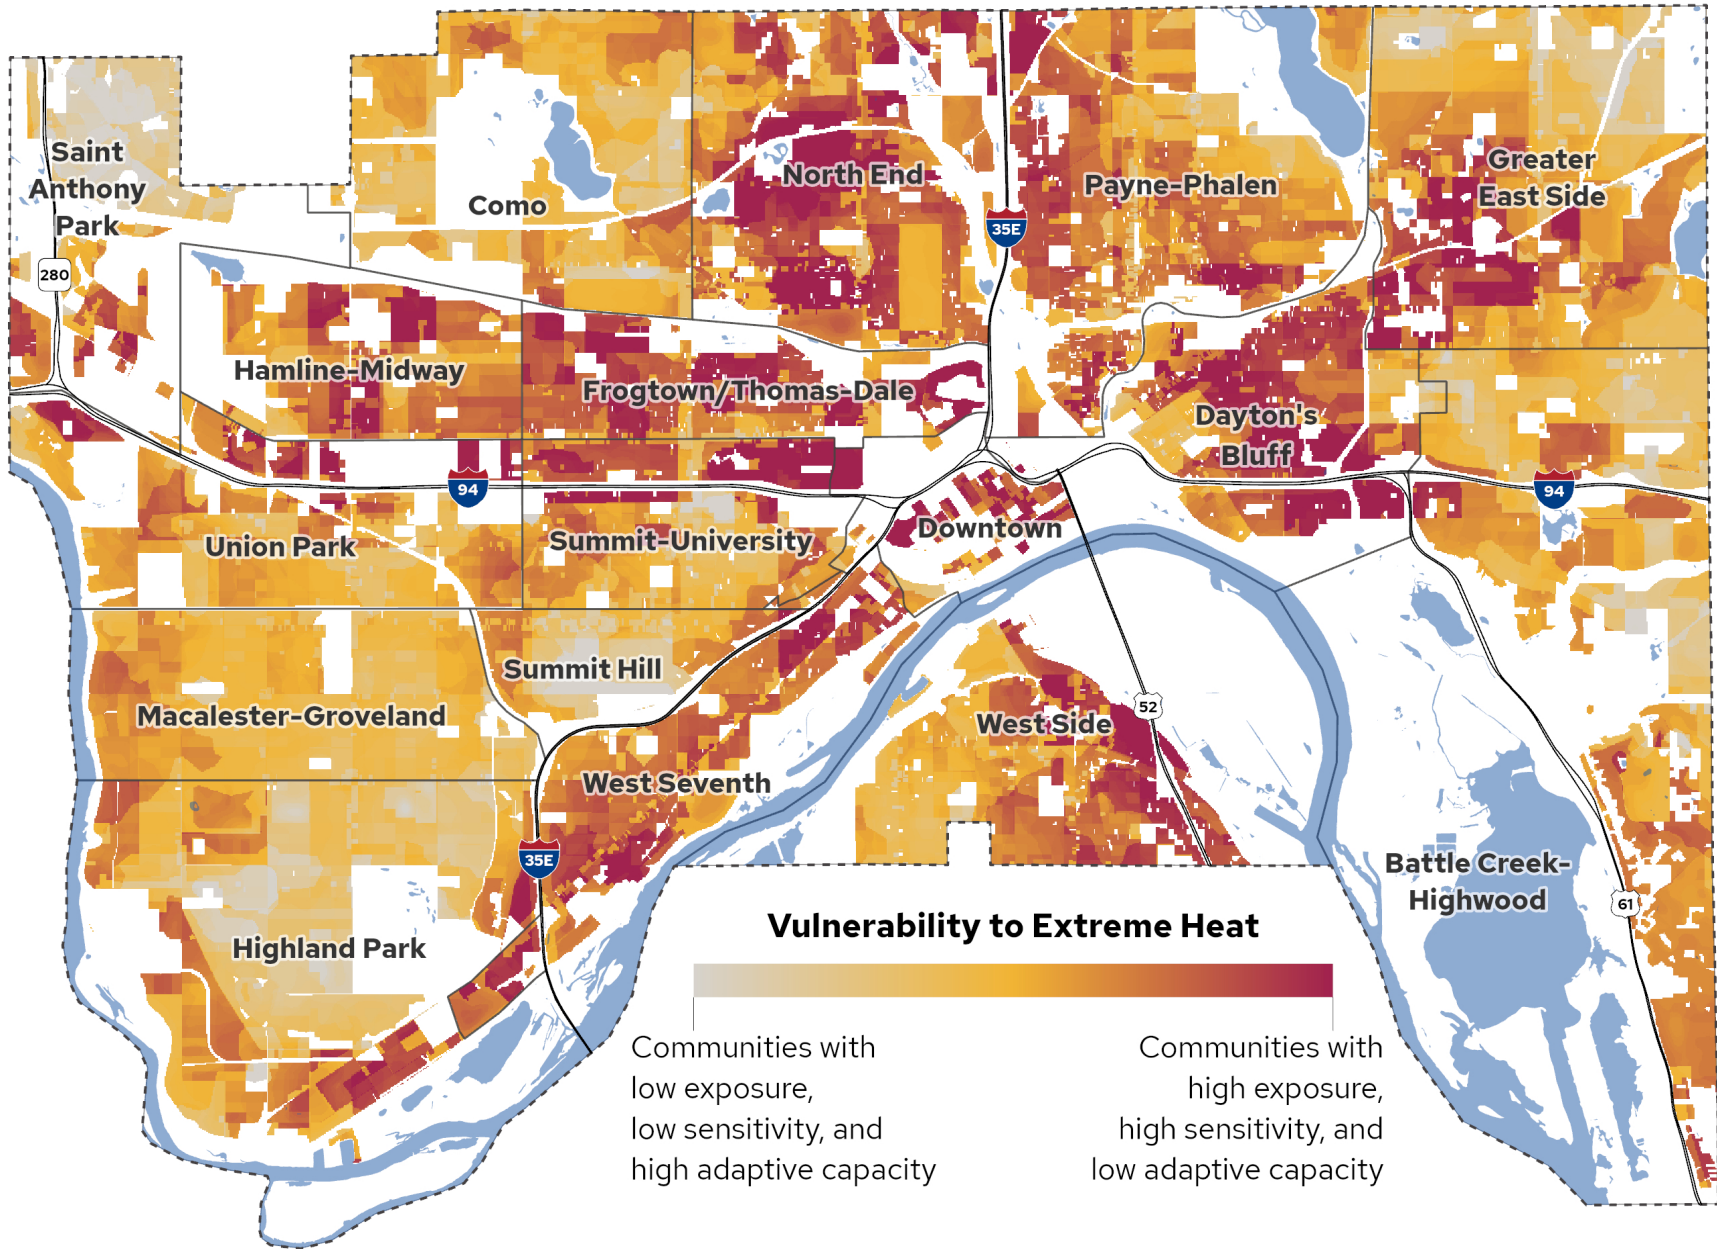 Saint
Anthony
Park
Como
North End
Payne-Phalen
Greater
East Side
35E
280
Hamline-Midway
Frogtown/Thomas-Dale
Dayton's
Bluff
94
94
Union Park
Summit-University
Downtown
Summit Hill
Macalester-Groveland
West Side
52
West Seventh
35E
Battle Creek-
Highwood
61
Highland Park
Vulnerability to Extreme Heat
Communities with
low exposure,
low sensitivity, and
high adaptive capacity
Communities with
high exposure,
high sensitivity, and
low adaptive capacity